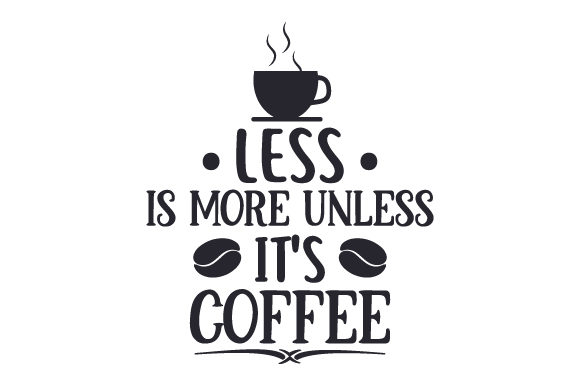 • LESS •
IS MORE UNLESS
IT'S
COFFEE